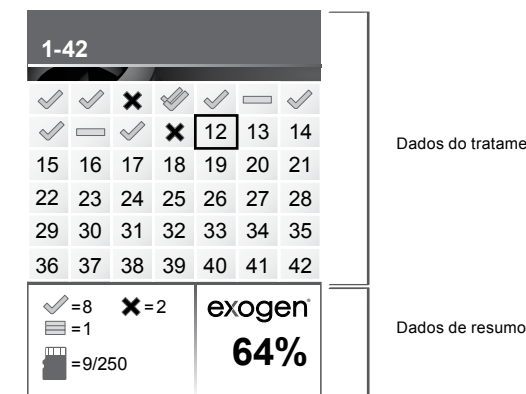 1-42
12 13 14
15 16 17 18 19 20 21
22 23 24 25 26 27 28
29 30 31 32 33 34 35
36 37 38 39 40 41 42
=8 =2
=1
=9/250
exogen
64%
Dados do tratame
Dados de resumo